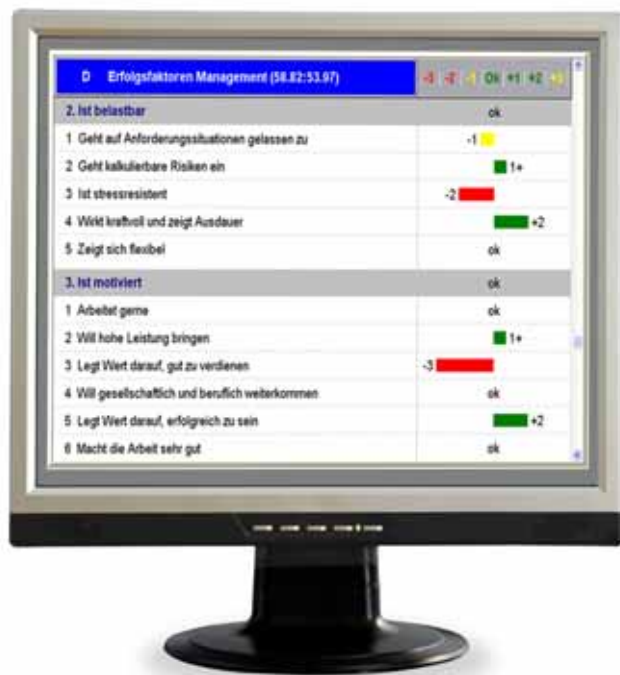 D Erfolgsfaktoren Management (58.82:53.97) -3 -2 -1 Ok +1 +2 +3
2. Ist belastbar ok
1 Geht auf Anforderungssituationen gelassen zu -1
2 Geht kalkulierbare Risiken ein 1+
3 Ist stressresistent -2
4 Wirkt kraftvoll und zeigt Ausdauer +2
5 Zeigt sich flexibel ok
3. Ist motiviert ok
1 Arbeitet gerne ok
2 Will hohe Leistung bringen 1+
3 Legt Wert darauf, gut zu verdienen -3
4 Will gesellschaftlich und beruflich weiterkommen ok
5 Legt Wert darauf, erfolgreich zu sein +2
6 Macht die Arbeit sehr gut ok